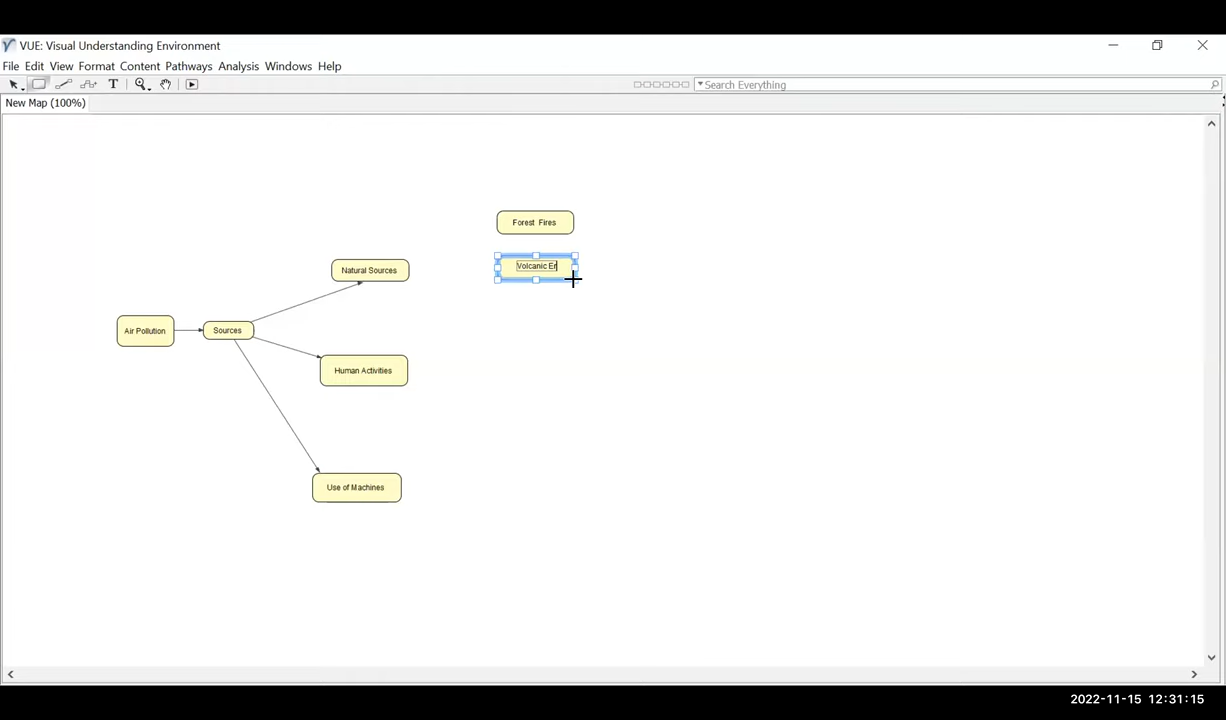 VUE: Visual Understanding Environment
File Edit View Format Content Pathways Analysis Windows Help
T Search Everything
New Map (100%)
Forest Fires
Volcanic Er
Natural Sources
Air Pollution
Sources
Human Activities
Use of Machines
2022-11-15 12:31:15